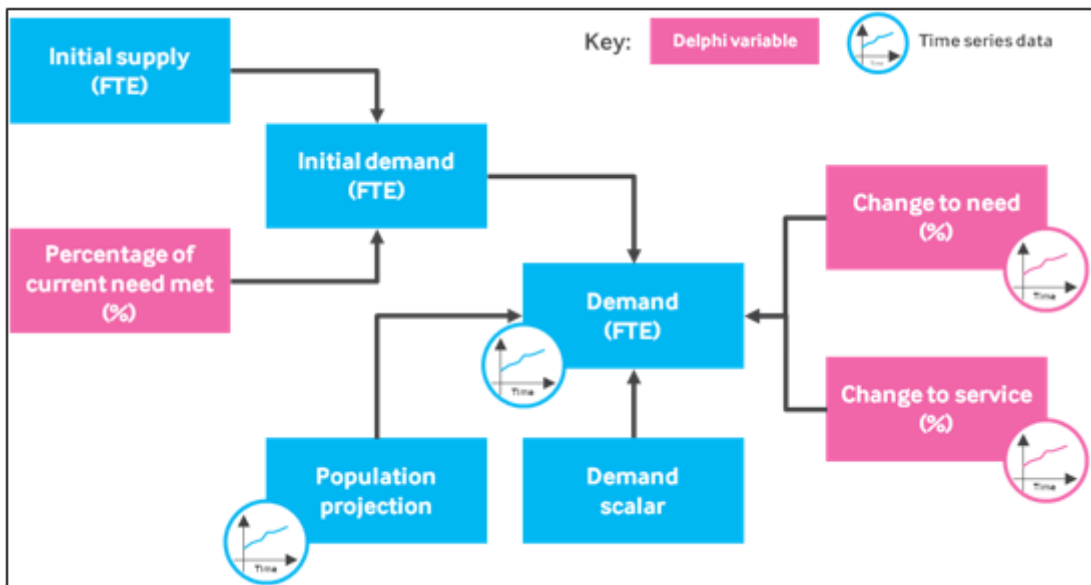 Initial supply
(FTE)
Key:
Delphi variable
Time
Time series data
Initial demand
(FTE)
Percentage of
current need met
(%)
Change to need
(%)
Time
Demand
(FTE)
Time
Change to service
(%)
Time
Population
projection
Time
Demand
scalar